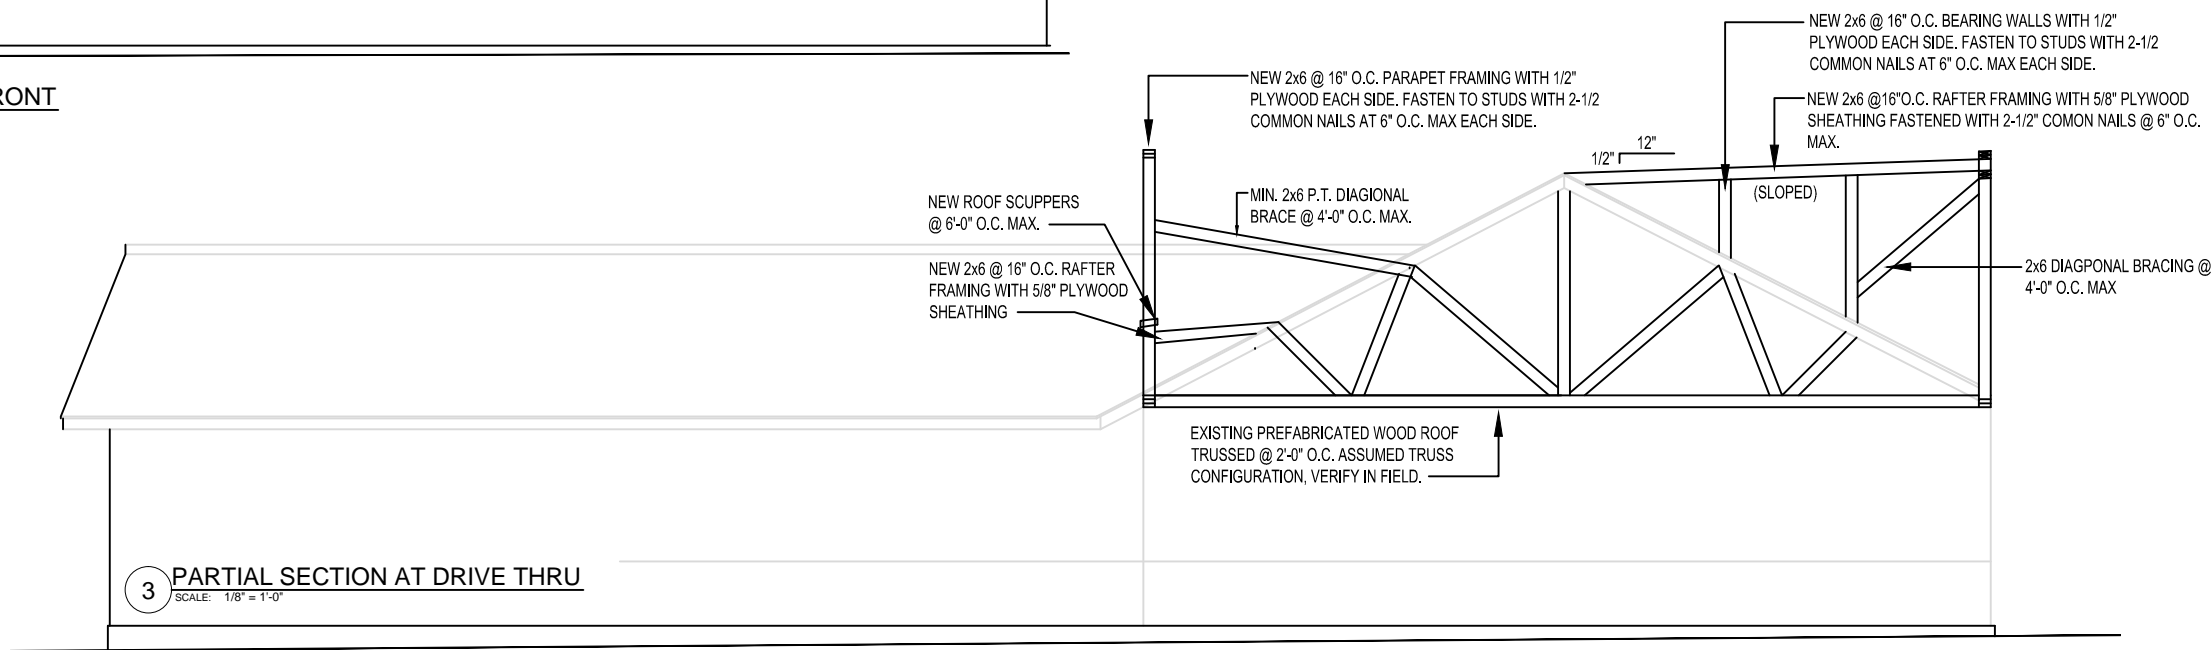 RONT
NEW 2x6 @ 16" O.C. PARAPET FRAMING WITH 1/2"
PLYWOOD EACH SIDE. FASTEN TO STUDS WITH 2-1/2
COMMON NAILS AT 6" O.C. MAX EACH SIDE.
NEW 2x6 @ 16" O.C. BEARING WALLS WITH 1/2"
PLYWOOD EACH SIDE. FASTEN TO STUDS WITH 2-1/2
COMMON NAILS AT 6" O.C. MAX EACH SIDE.
NEW 2x6 @16"O.C. RAFTER FRAMING WITH 5/8" PLYWOOD
SHEATHING FASTENED WITH 2-1/2" COMON NAILS @ 6" O.C.
MAX.
12"
1/2"
(SLOPED)
NEW ROOF SCUPPERS
@ 6'-0" O.C. MAX.
MIN. 2x6 P.T. DIAGIONAL
BRACE @ 4'-0" O.C. MAX.
NEW 2x6 @ 16" O.C. RAFTER
FRAMING WITH 5/8" PLYWOOD
SHEATHING
2x6 DIAGPONAL BRACING @
4'-0" O.C. MAX
EXISTING PREFABRICATED WOOD ROOF
TRUSSED @ 2'-0" O.C. ASSUMED TRUSS
CONFIGURATION, VERIFY IN FIELD.
3 PARTIAL SECTION AT DRIVE THRU
SCALE: 1/8" = 1'-0"